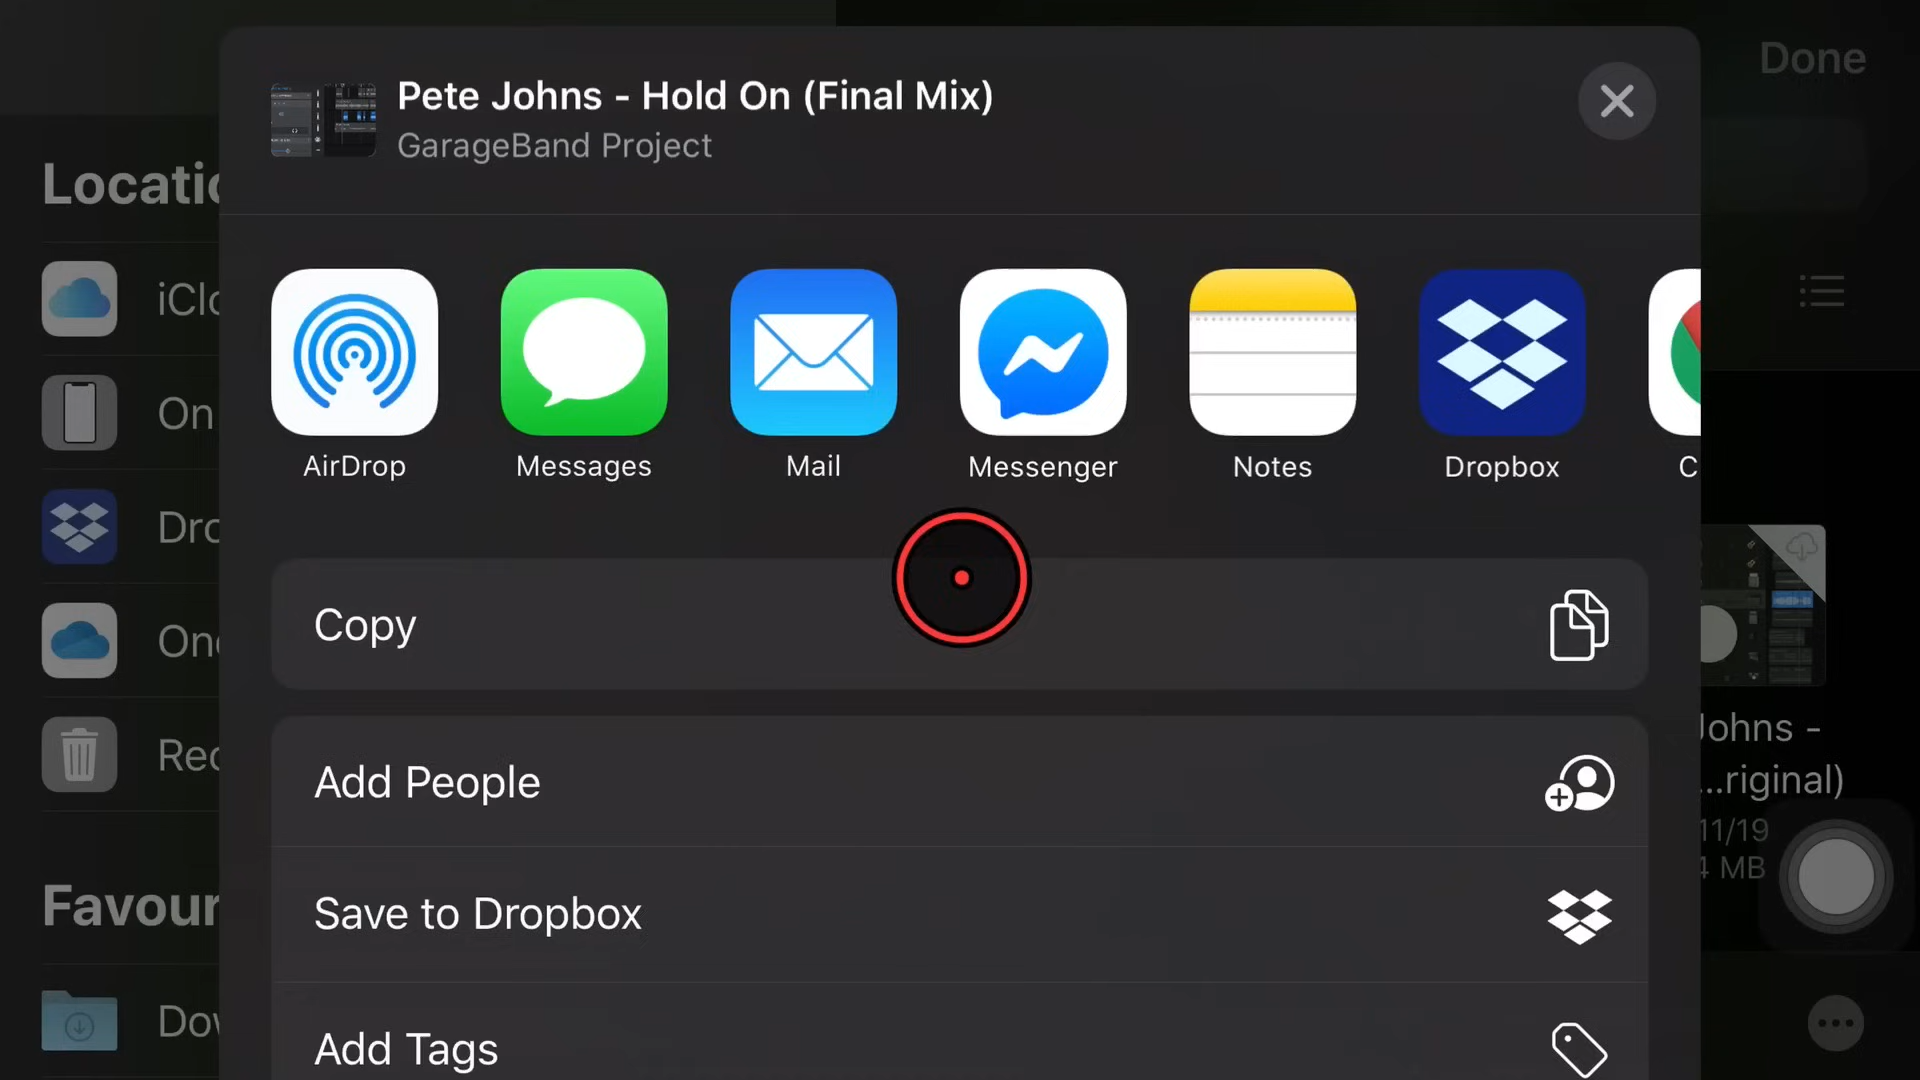 Done
Pete Johns - Hold On (Final Mix)
GarageBand Project
Locatio
iClo
On
Dro
One
Rec
Favour
Dow
AirDrop
Messages
Mail
Messenger
Notes
Dropbox
C
Copy
Add People
Save to Dropbox
Add Tags
Johns -
...riginal)
11/19
4 MB